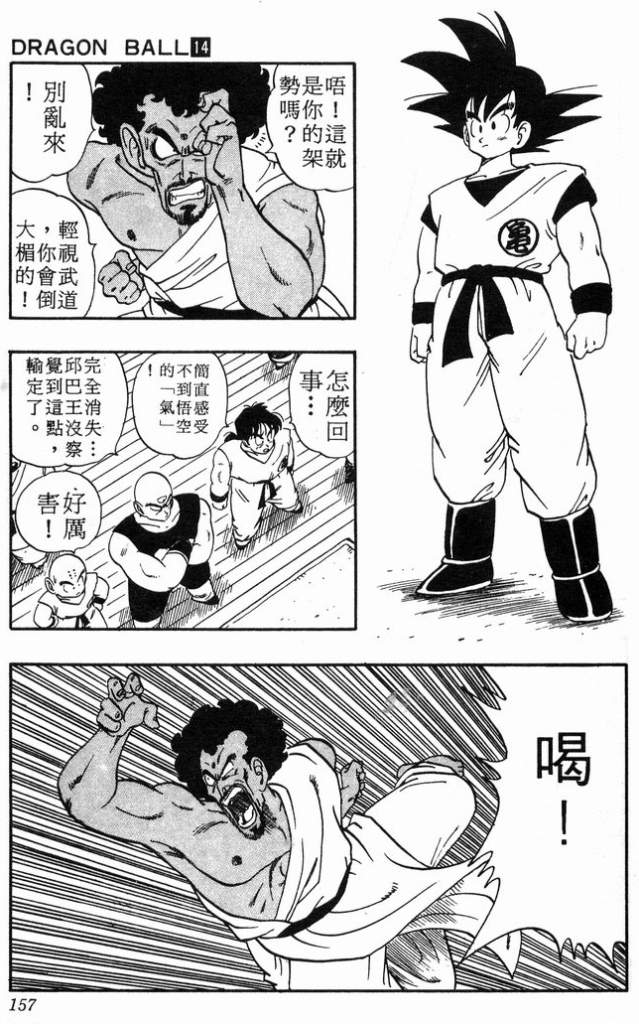 DRAGON BALL 14
唔！這就
是你的架
勢嗎？
別亂來
！
輕視武道
，你會倒
大楣的！
龜
怎麼回
事…
簡直感受
不到悟空
的「氣」
！
完全消失…
邱巴王沒察
覺到這點，
輸定了。
好厲
害！
喝！
157